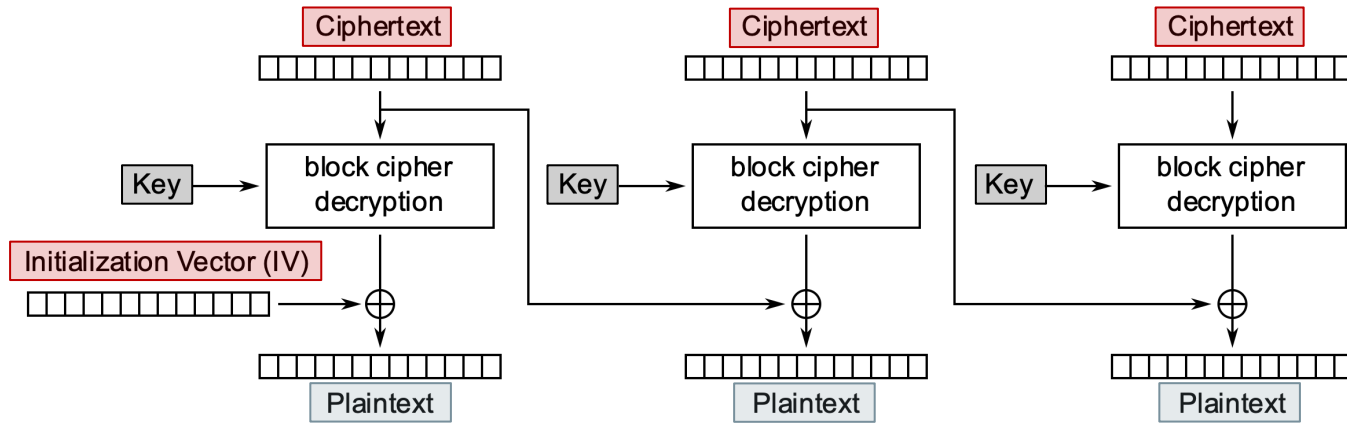 Ciphertext
Ciphertext
Ciphertext
Key
block cipher
decryption
Key
block cipher
decryption
Key
block cipher
decryption
Initialization Vector (IV)
Plaintext
Plaintext
Plaintext